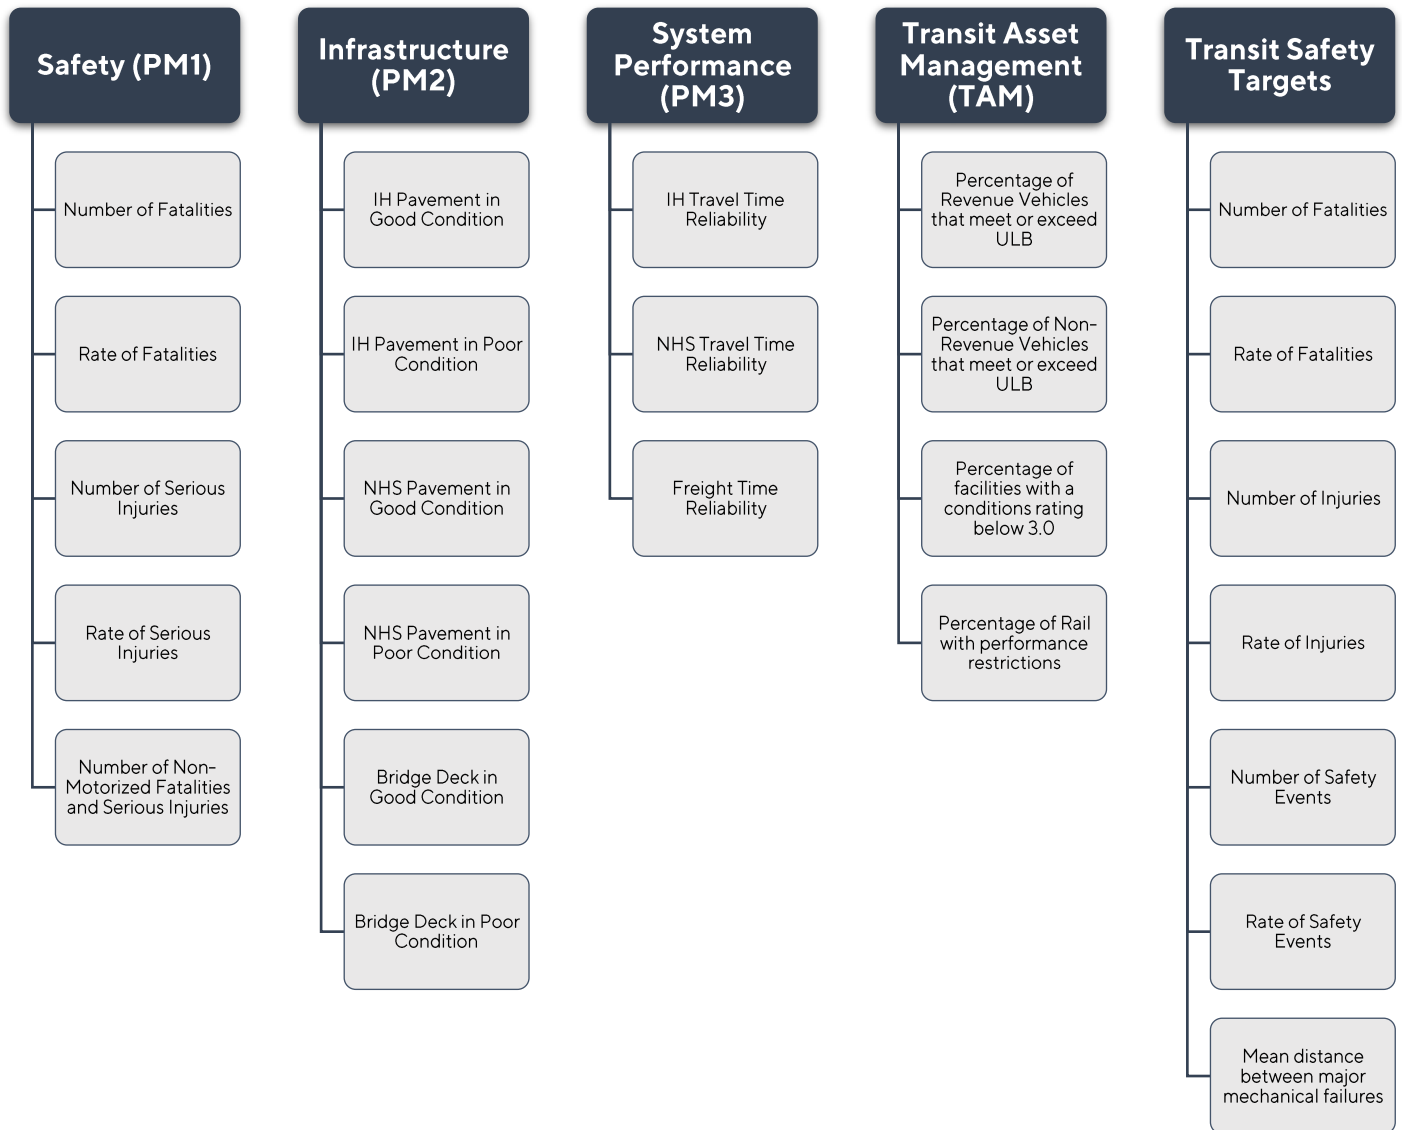 Safety (PM1)
Number of Fatalities
Rate of Fatalities
Number of Serious
Injuries
Rate of Serious
Injuries
Number of Non-
Motorized Fatalities
and Serious Injuries
Infrastructure
(PM2)
IH Pavement in
Good Condition
IH Pavement in Poor
Condition
NHS Pavement in
Good Condition
NHS Pavement in
Poor Condition
Bridge Deck in
Good Condition
Bridge Deck in Poor
Condition
System
Performance
(PM3)
IH Travel Time
Reliability
NHS Travel Time
Reliability
Freight Time
Reliability
Transit Asset
Management
(TAM)
Percentage of
Revenue Vehicles
that meet or exceed
ULB
Percentage of Non-
Revenue Vehicles
that meet or exceed
ULB
Percentage of
facilities with a
conditions rating
below 3.0
Percentage of Rail
with performance
restrictions
Transit Safety
Targets
Number of Fatalities
Rate of Fatalities
Number of Injuries
Rate of Injuries
Number of Safety
Events
Rate of Safety
Events
Mean distance
between major
mechanical failures